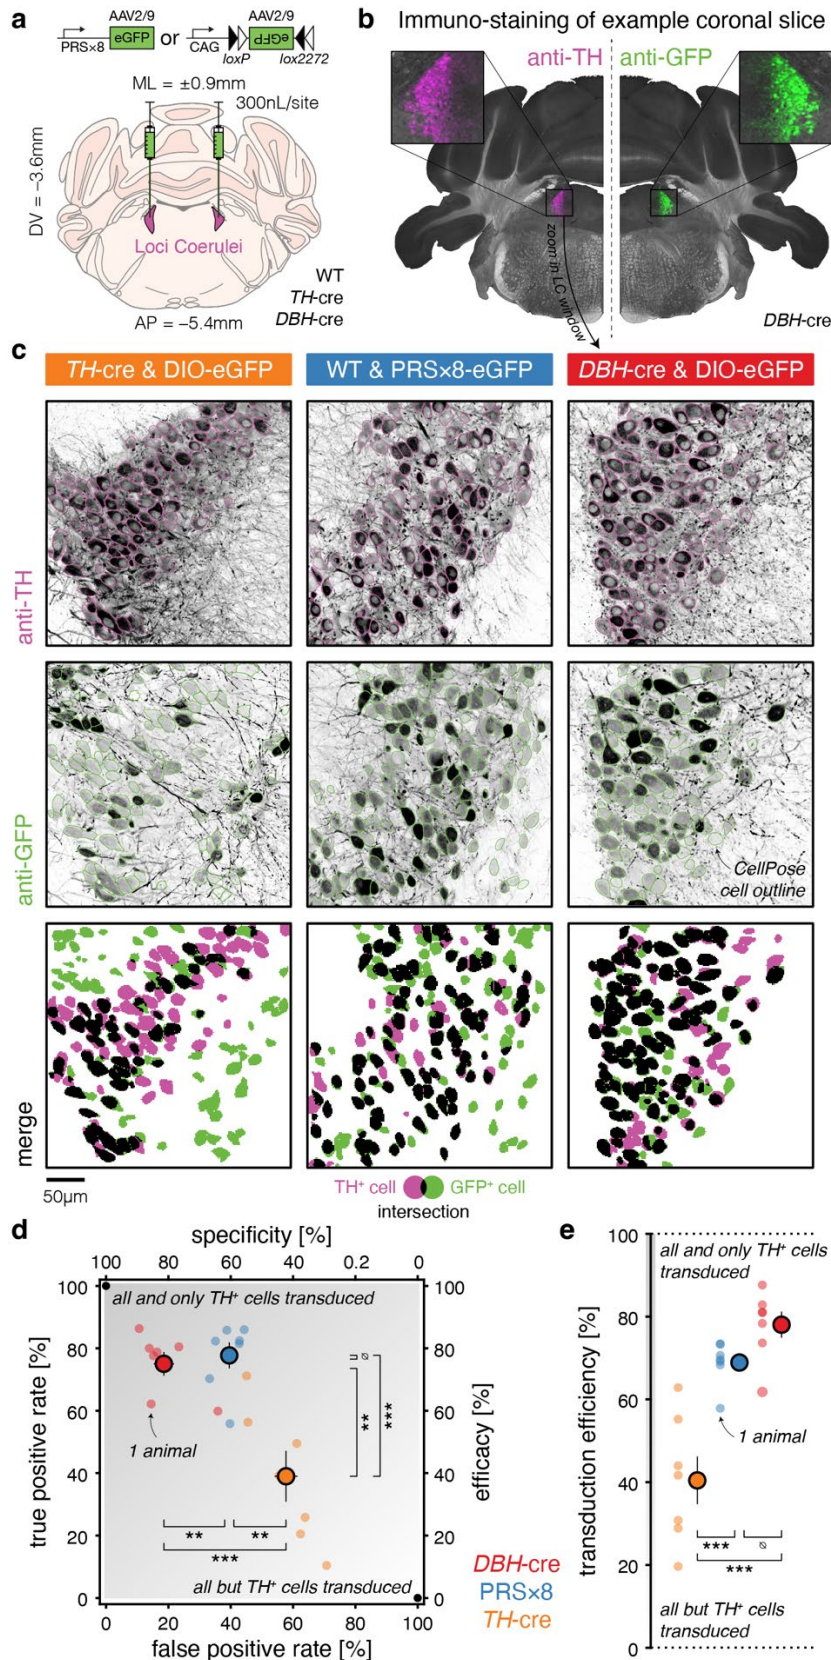 a
AAV2/9
AAV2/9
PRS×8
eGFP
or
CAG
eGFP
loxP
lox2272
ML = ±0.9mm
300nL/site
DV = −3.6mm
Loci Coerulei
WT
TH-cre
DBH-cre
AP = −5.4mm
b
Immuno-staining of example coronal slice
anti-TH
anti-GFP
zoom in LC window
DBH-cre
c
TH-cre & DIO-eGFP
WT & PRS×8-eGFP
DBH-cre & DIO-eGFP
anti-TH
anti-GFP
CellPose
cell outline
merge
50μm
TH⁺ cell
GFP⁺ cell
intersection
d
specificity [%]
100 80 60 40 0.2 0
all and only TH⁺ cells transduced
100
80
60
40
20
0
true positive rate [%]
1 animal
∅
**
***
**
**
***
100
80
60
40
20
0
efficacy [%]
all but TH⁺ cells transduced
0 20 40 60 80 100
false positive rate [%]
DBH-cre
PRS×8
TH-cre
e
100
80
60
40
20
0
transduction efficiency [%]
all and only TH⁺ cells
transduced
1 animal
***
∅
***
all but TH⁺ cells
transduced